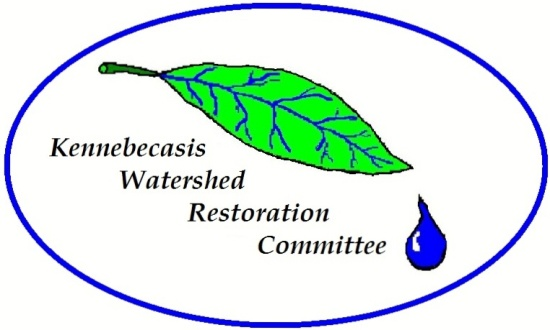 Kennebecasis
Watershed
Restoration
Committee